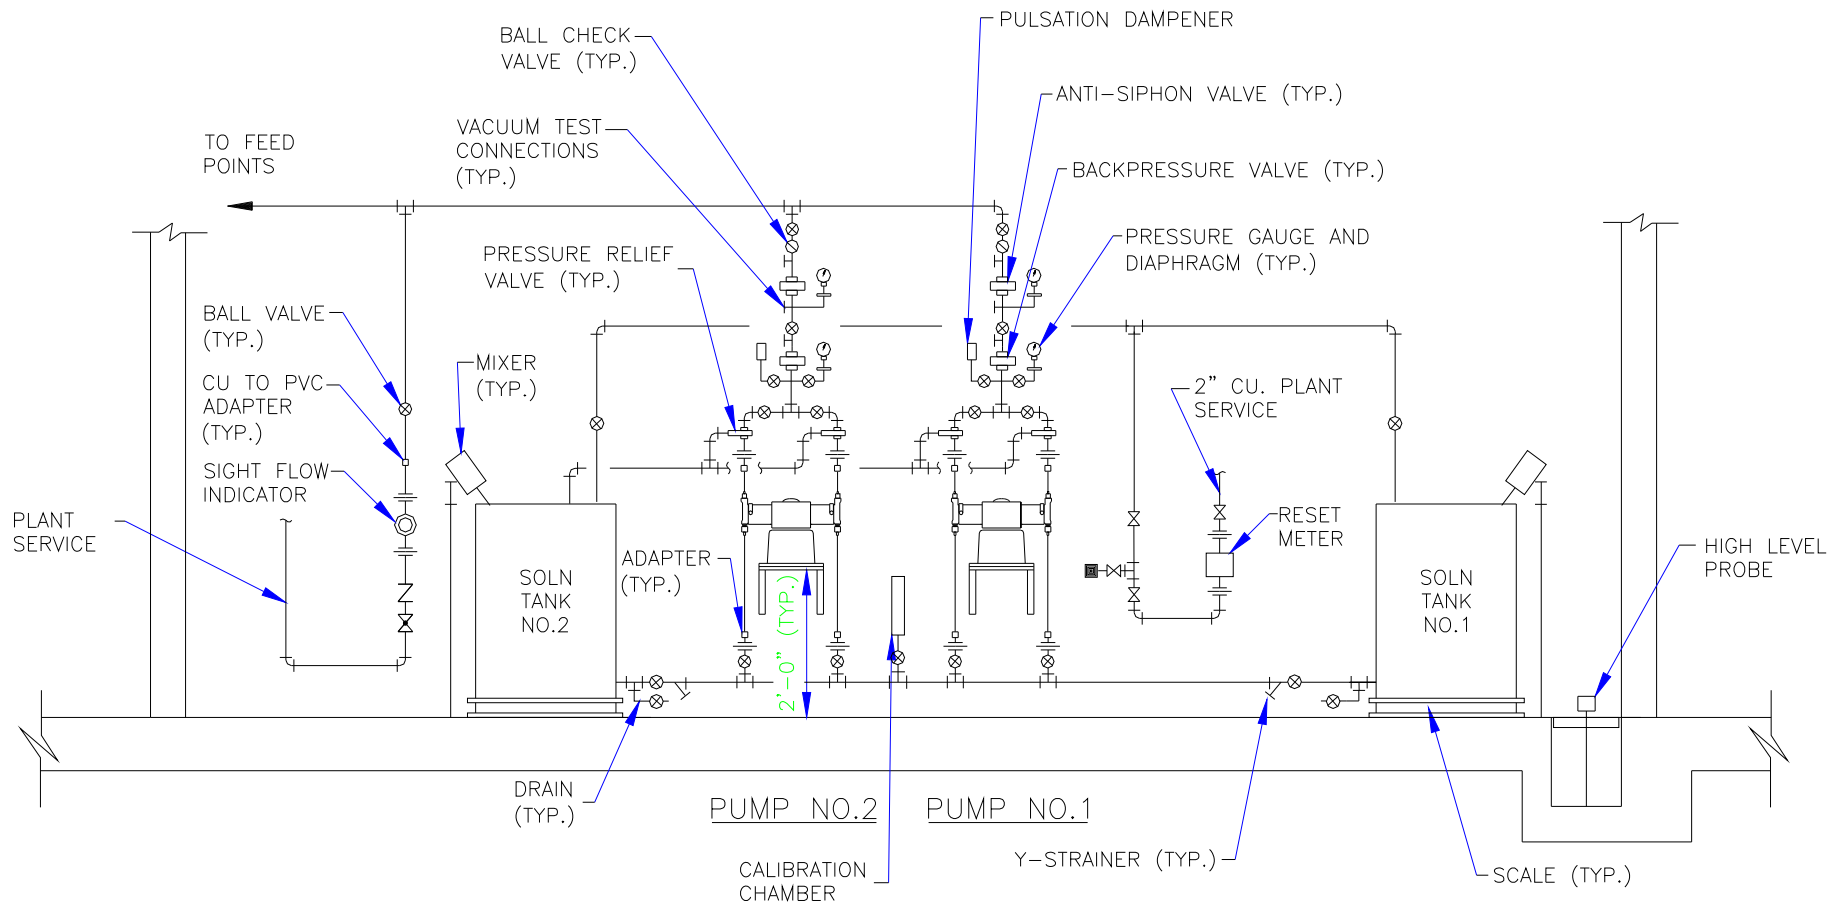 PULSATION DAMPENER
BALL CHECK
VALVE (TYP.)
ANTI-SIPHON VALVE (TYP.)
VACUUM TEST
CONNECTIONS
(TYP.)
TO FEED
POINTS
BACKPRESSURE VALVE (TYP.)
PRESSURE GAUGE AND
DIAPHRAGM (TYP.)
PRESSURE RELIEF
VALVE (TYP.)
BALL VALVE
(TYP.)
MIXER
(TYP.)
CU TO PVC
ADAPTER
(TYP.)
2" CU. PLANT
SERVICE
SIGHT FLOW
INDICATOR
PLANT
SERVICE
RESET
METER
HIGH LEVEL
PROBE
ADAPTER
(TYP.)
SOLN
TANK
NO.2
2'-0" (TYP.)
SOLN
TANK
NO.1
DRAIN
(TYP.)
PUMP NO.2
PUMP NO.1
Y-STRAINER (TYP.)
CALIBRATION
CHAMBER
SCALE (TYP.)